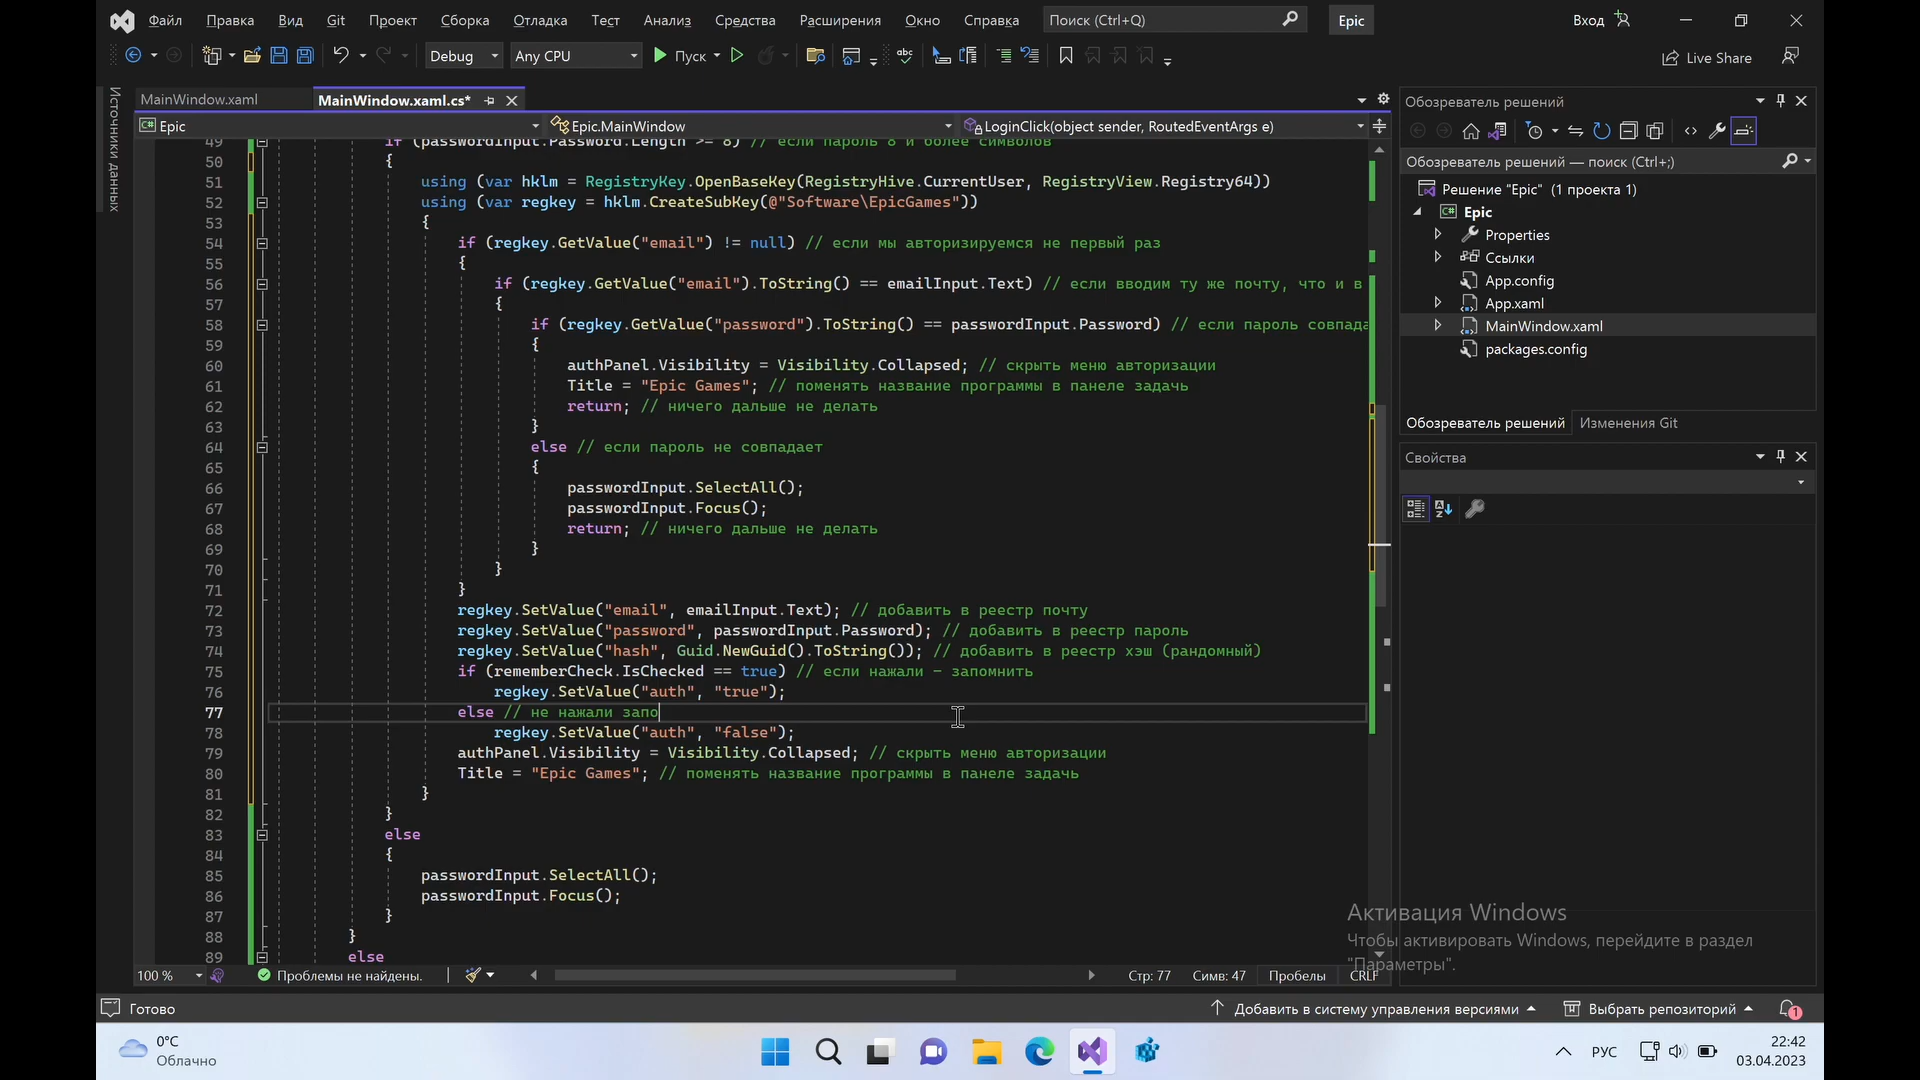 Файл Правка Вид Git Проект Сборка Отладка Тест Анализ Средства Расширения Окно Справка Поиск (Ctrl+Q) Epic Вход
Debug Any CPU Пуск Live Share
Источники данных
MainWindow.xaml MainWindow.xaml.cs*
Epic Epic.MainWindow LoginClick(object sender, RoutedEventArgs e)
49 if (passwordInput.Password.Length >= 8) // если пароль 8 и более символов
50 {
51 using (var hklm = RegistryKey.OpenBaseKey(RegistryHive.CurrentUser, RegistryView.Registry64))
52 using (var regkey = hklm.CreateSubKey(@"Software\EpicGames"))
53 {
54 if (regkey.GetValue("email") != null) // если мы авторизируемся не первый раз
55 {
56 if (regkey.GetValue("email").ToString() == emailInput.Text) // если вводим ту же почту, что и в
57 {
58 if (regkey.GetValue("password").ToString() == passwordInput.Password) // если пароль совпада
59 {
60 authPanel.Visibility = Visibility.Collapsed; // скрыть меню авторизации
61 Title = "Epic Games"; // поменять название программы в панеле задачь
62 return; // ничего дальше не делать
63 }
64 else // если пароль не совпадает
65 {
66 passwordInput.SelectAll();
67 passwordInput.Focus();
68 return; // ничего дальше не делать
69 }
70 }
71 }
72 regkey.SetValue("email", emailInput.Text); // добавить в реестр почту
73 regkey.SetValue("password", passwordInput.Password); // добавить в реестр пароль
74 regkey.SetValue("hash", Guid.NewGuid().ToString()); // добавить в реестр хэш (рандомный)
75 if (rememberCheck.IsChecked == true) // если нажали - запомнить
76 regkey.SetValue("auth", "true");
77 else // не нажали запо
78 regkey.SetValue("auth", "false");
79 authPanel.Visibility = Visibility.Collapsed; // скрыть меню авторизации
80 Title = "Epic Games"; // поменять название программы в панеле задачь
81 }
82 }
83 else
84 {
85 passwordInput.SelectAll();
86 passwordInput.Focus();
87 }
88 }
89 else
100 % Проблемы не найдены. Стр: 77 Симв: 47 Пробелы CRLF
Обозреватель решений
Обозреватель решений — поиск (Ctrl+;)
Решение "Epic" (1 проекта 1)
Epic
Properties
Ссылки
App.config
App.xaml
MainWindow.xaml
packages.config
Обозреватель решений Изменения Git
Свойства
Активация Windows
Чтобы активировать Windows, перейдите в раздел
"Параметры".
Готово Добавить в систему управления версиями Выбрать репозиторий 1
0°C
Облачно
РУС
22:42
03.04.2023